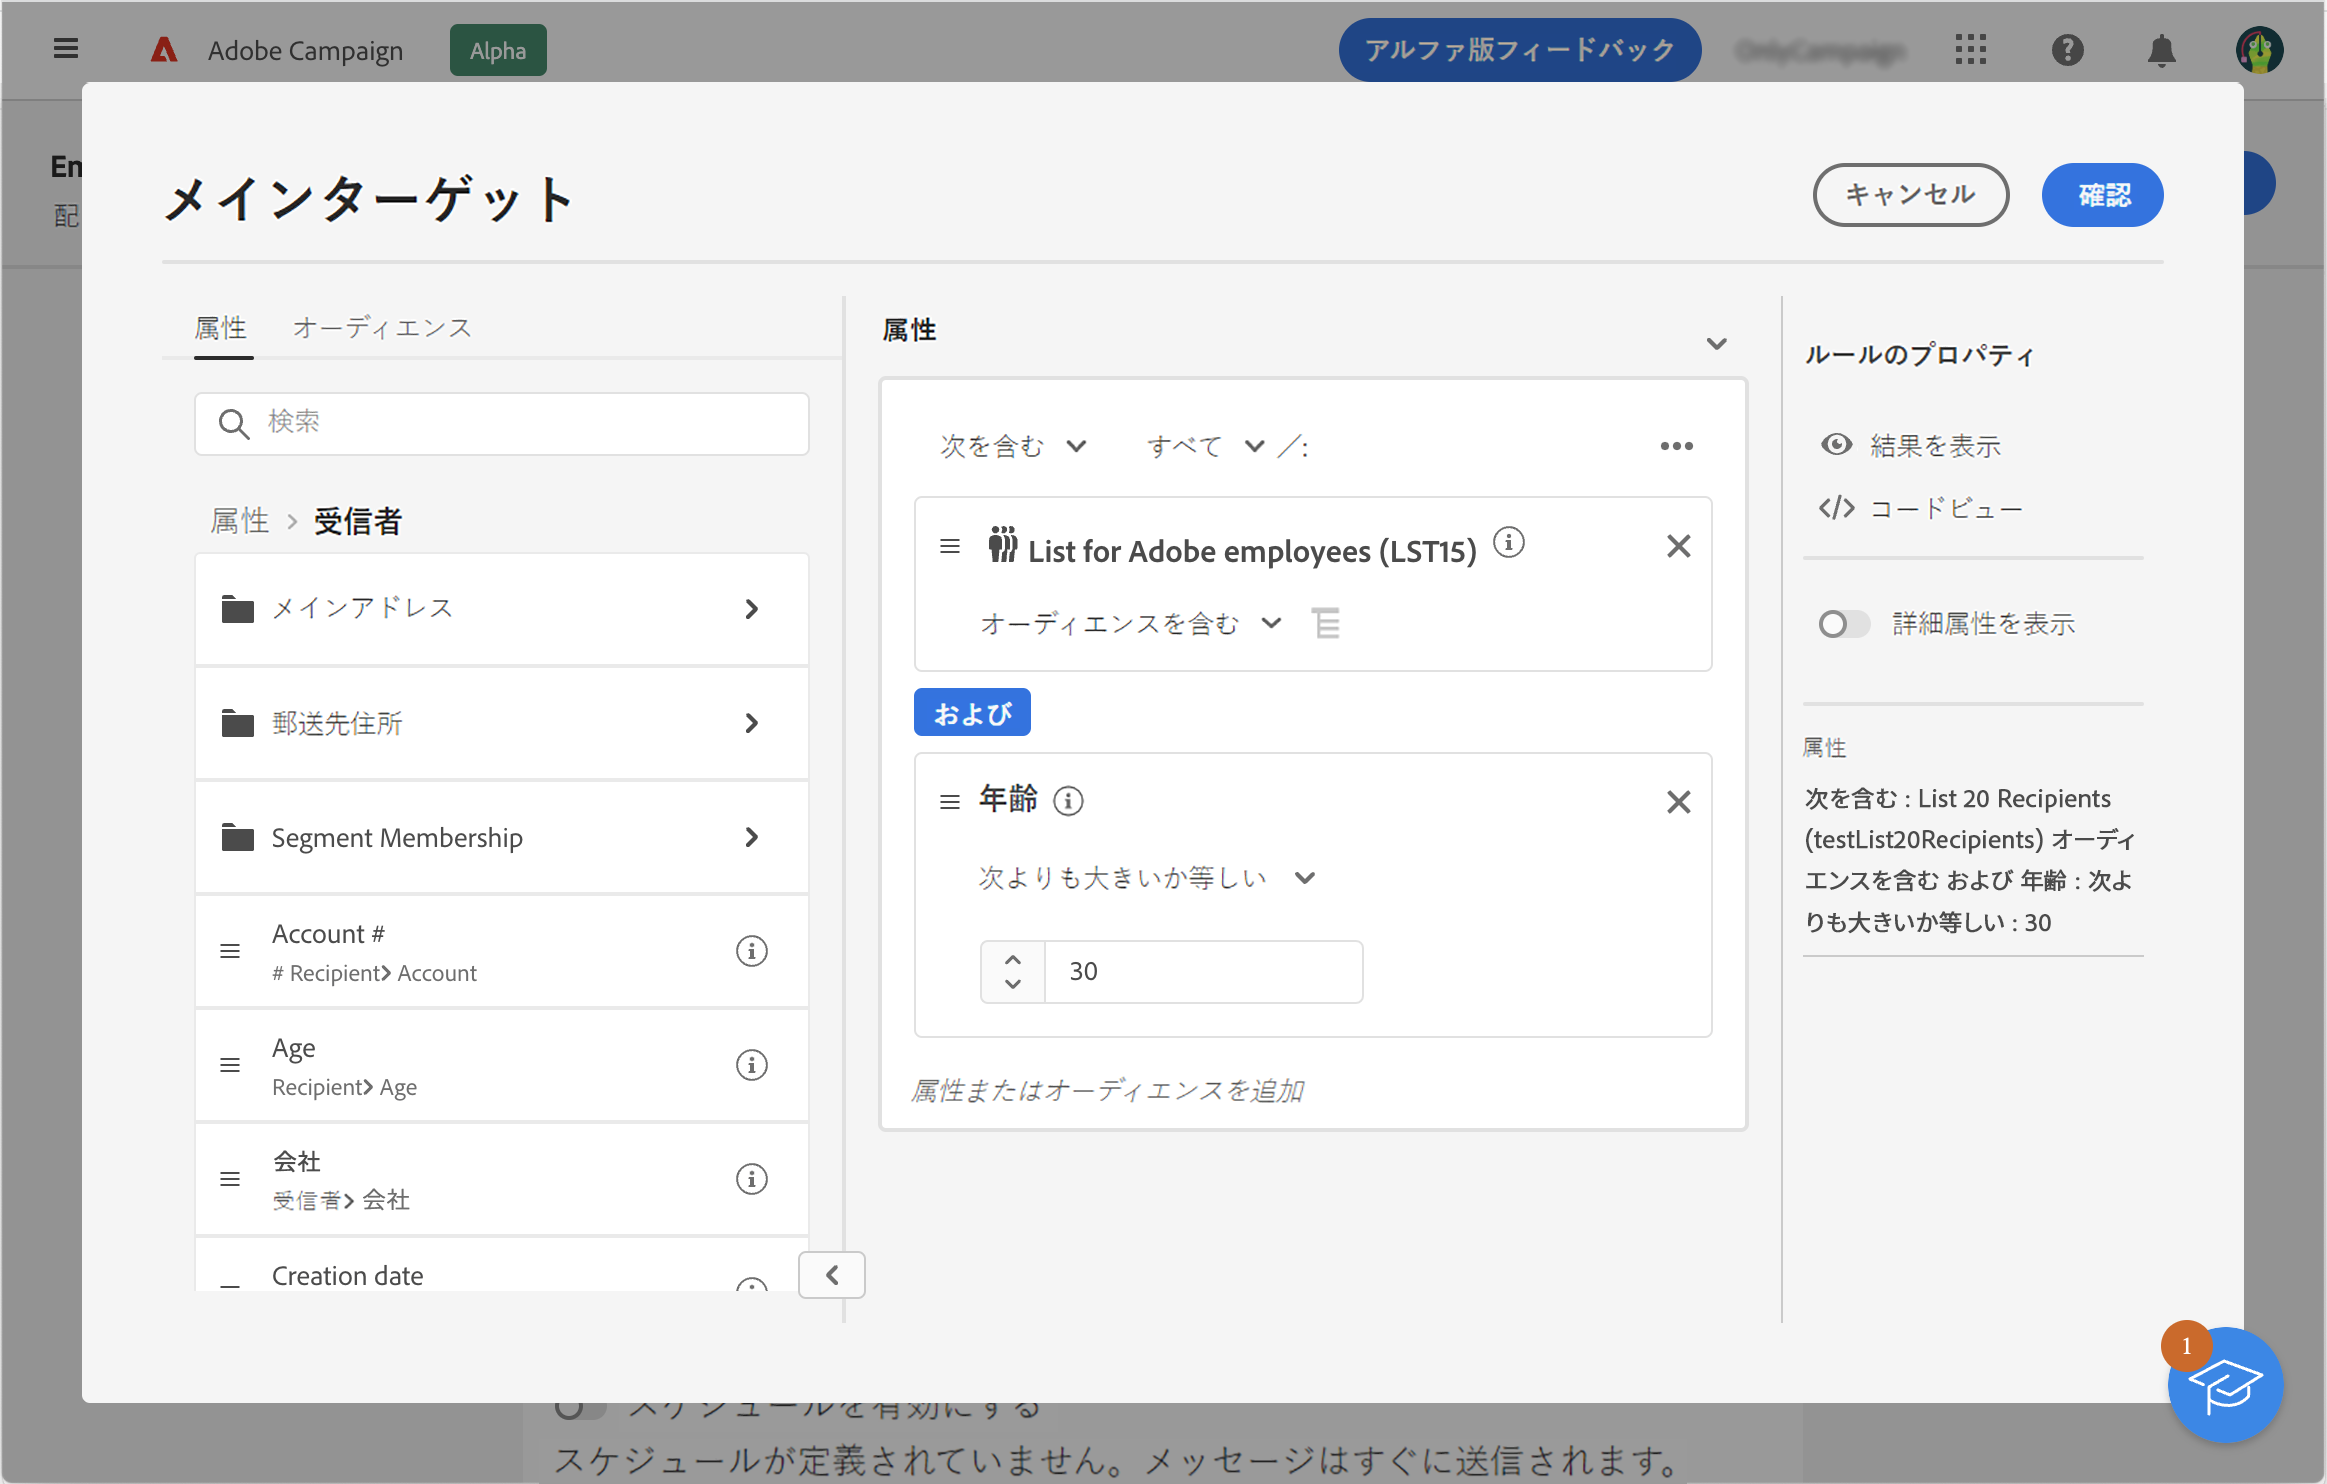 Adobe Campaign
Alpha
アルファ版フィードバック
En
配
メインターゲット
キャンセル
確認
属性
オーディエンス
検索
属性 > 受信者
メインアドレス
郵送先住所
Segment Membership
Account #
# Recipient> Account
Age
Recipient> Age
会社
受信者> 会社
Creation date
属性
次を含む
すべて
／:
List for Adobe employees (LST15)
オーディエンスを含む
および
年齢
次よりも大きいか等しい
30
属性またはオーディエンスを追加
ルールのプロパティ
結果を表示
コードビュー
詳細属性を表示
属性
次を含む : List 20 Recipients
(testList20Recipients) オーディ
エンスを含む および 年齢 : 次よ
りも大きいか等しい : 30
1
スケジュールを有効にする
スケジュールが定義されていません。メッセージはすぐに送信されます。